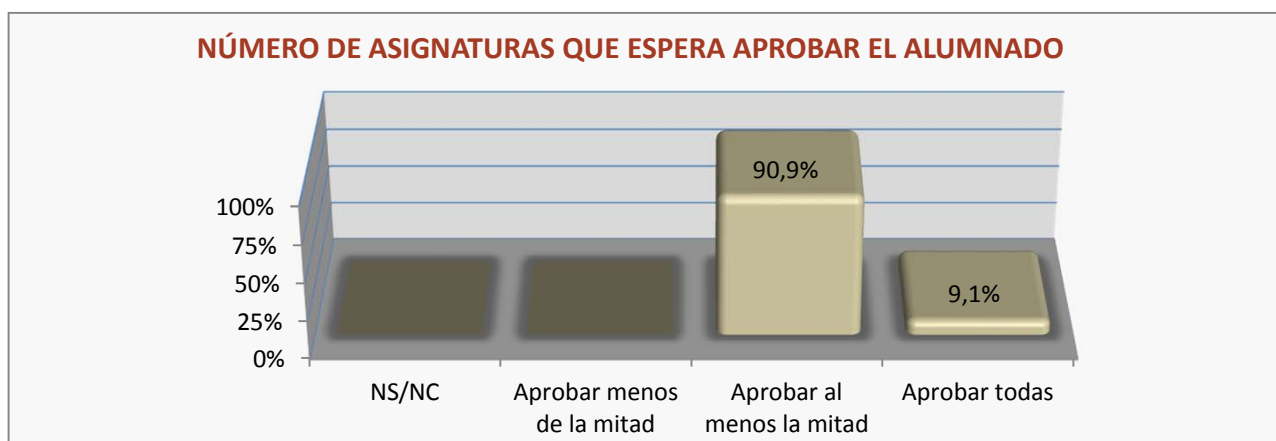 NÚMERO DE ASIGNATURAS QUE ESPERA APROBAR EL ALUMNADO
90,9%
100%
75%
50%
25%
0%
9,1%
NS/NC
Aprobar menos
de la mitad
Aprobar al
menos la mitad
Aprobar todas